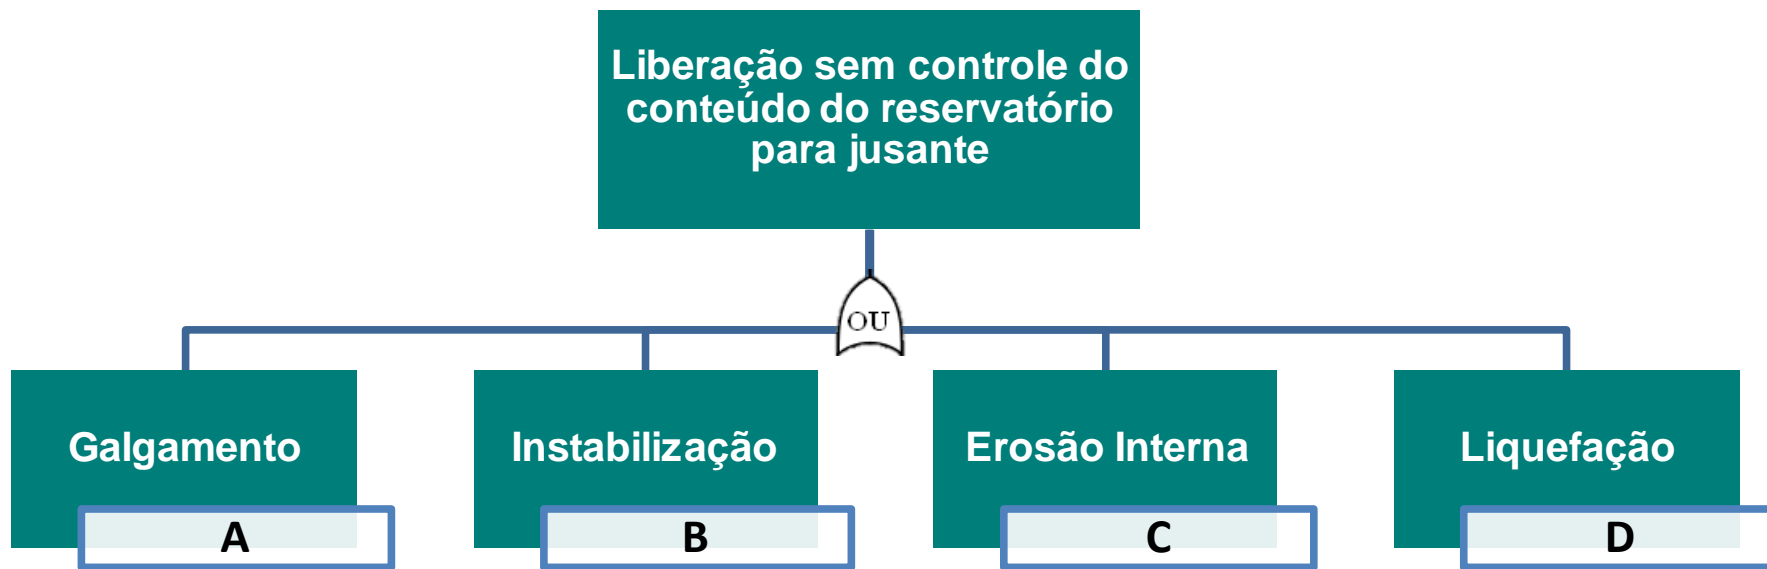 Liberação sem controle do
conteúdo do reservatório
para jusante
OU
Galgamento
Instabilização
Erosão Interna
Liquefação
A
B
C
D